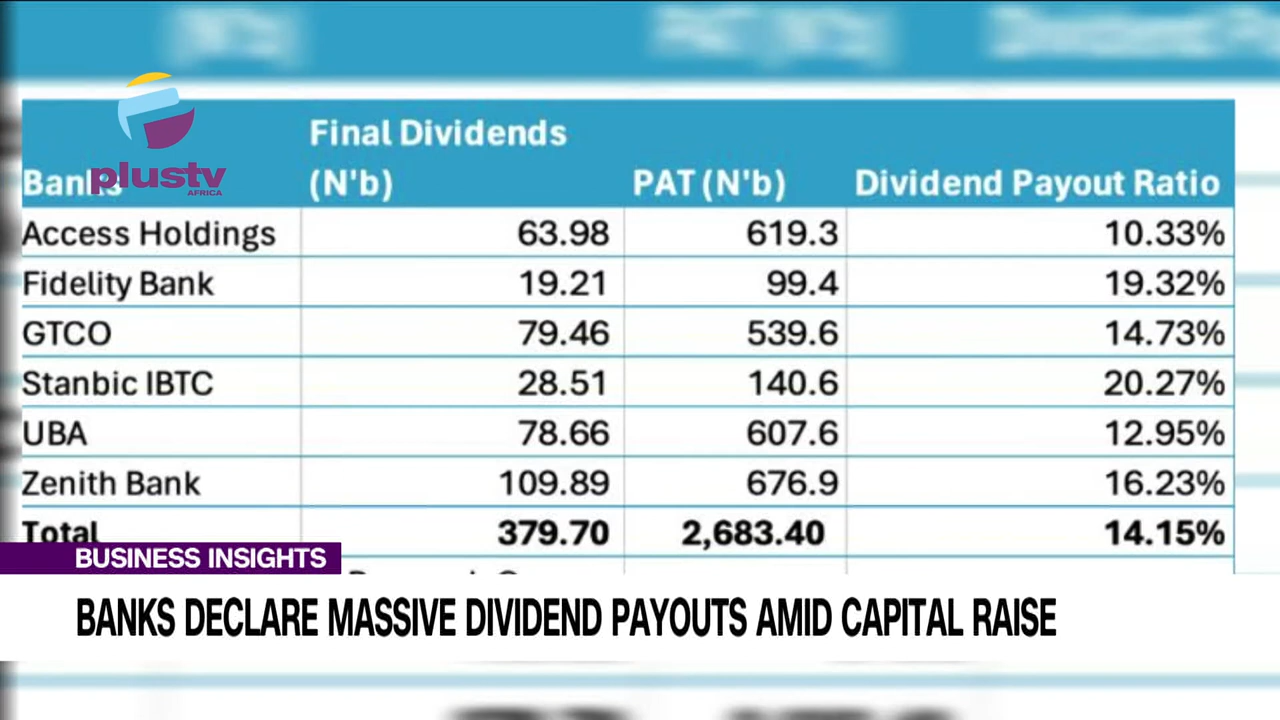 plustv
AFRICA
Final Dividends
Banks (N'b) PAT (N'b) Dividend Payout Ratio
Access Holdings 63.98 619.3 10.33%
Fidelity Bank 19.21 99.4 19.32%
GTCO 79.46 539.6 14.73%
Stanbic IBTC 28.51 140.6 20.27%
UBA 78.66 607.6 12.95%
Zenith Bank 109.89 676.9 16.23%
Total 379.70 2,683.40 14.15%
BUSINESS INSIGHTS
BANKS DECLARE MASSIVE DIVIDEND PAYOUTS AMID CAPITAL RAISE